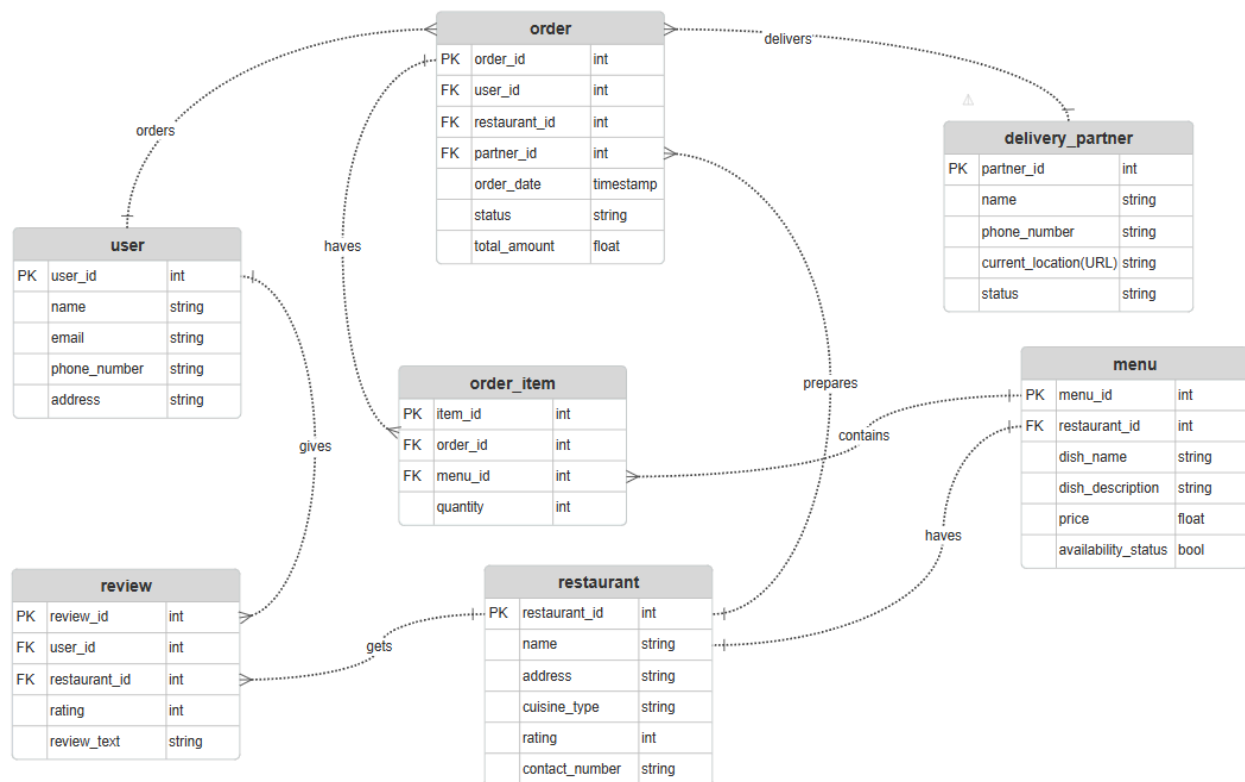 order
PK order_id int
FK user_id int
FK restaurant_id int
FK partner_id int
order_date timestamp
status string
total_amount float
delivers
orders
delivery_partner
PK partner_id int
name string
phone_number string
current_location(URL) string
status string
user
PK user_id int
name string
email string
phone_number string
address string
haves
order_item
PK item_id int
FK order_id int
FK menu_id int
quantity int
prepares
menu
PK menu_id int
FK restaurant_id int
dish_name string
dish_description string
price float
availability_status bool
contains
gives
haves
review
PK review_id int
FK user_id int
FK restaurant_id int
rating int
review_text string
gets
restaurant
PK restaurant_id int
name string
address string
cuisine_type string
rating int
contact_number string